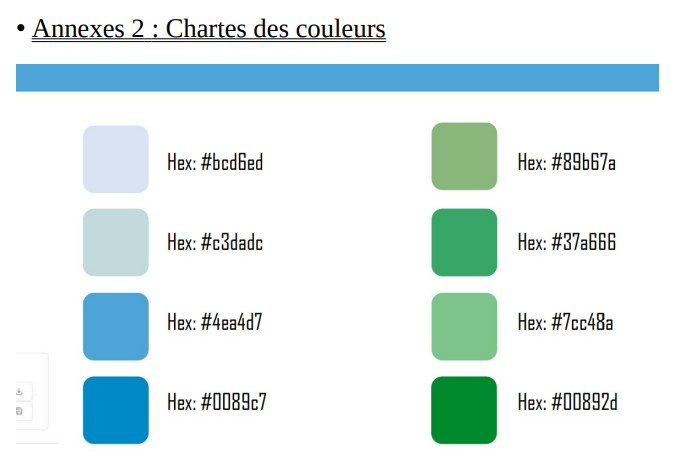 • Annexes 2 : Chartes des couleurs
Hex: #bcd6ed
Hex: #89b67a
Hex: #c3dadc
Hex: #37a666
Hex: #4ea4d7
Hex: #7cc48a
Hex: #0089c7
Hex: #00892d